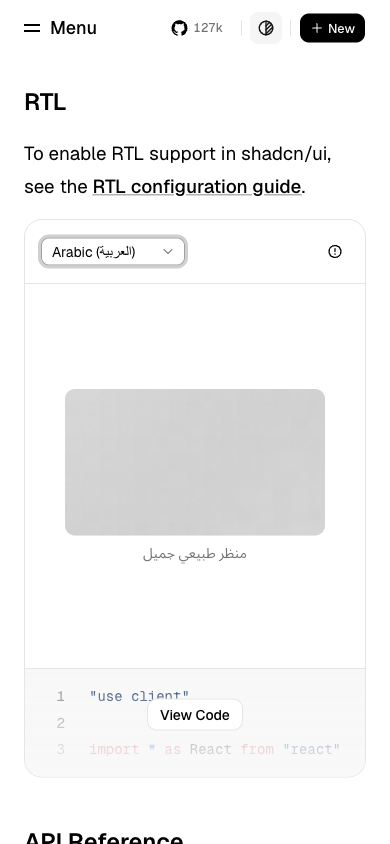 Menu
127k
New
RTL
To enable RTL support in shadcn/ui,
see the RTL configuration guide.
Arabic (العربية)
منظر طبيعي جميل
1 "use client"
2
View Code
3 import * as React from "react"
API Reference